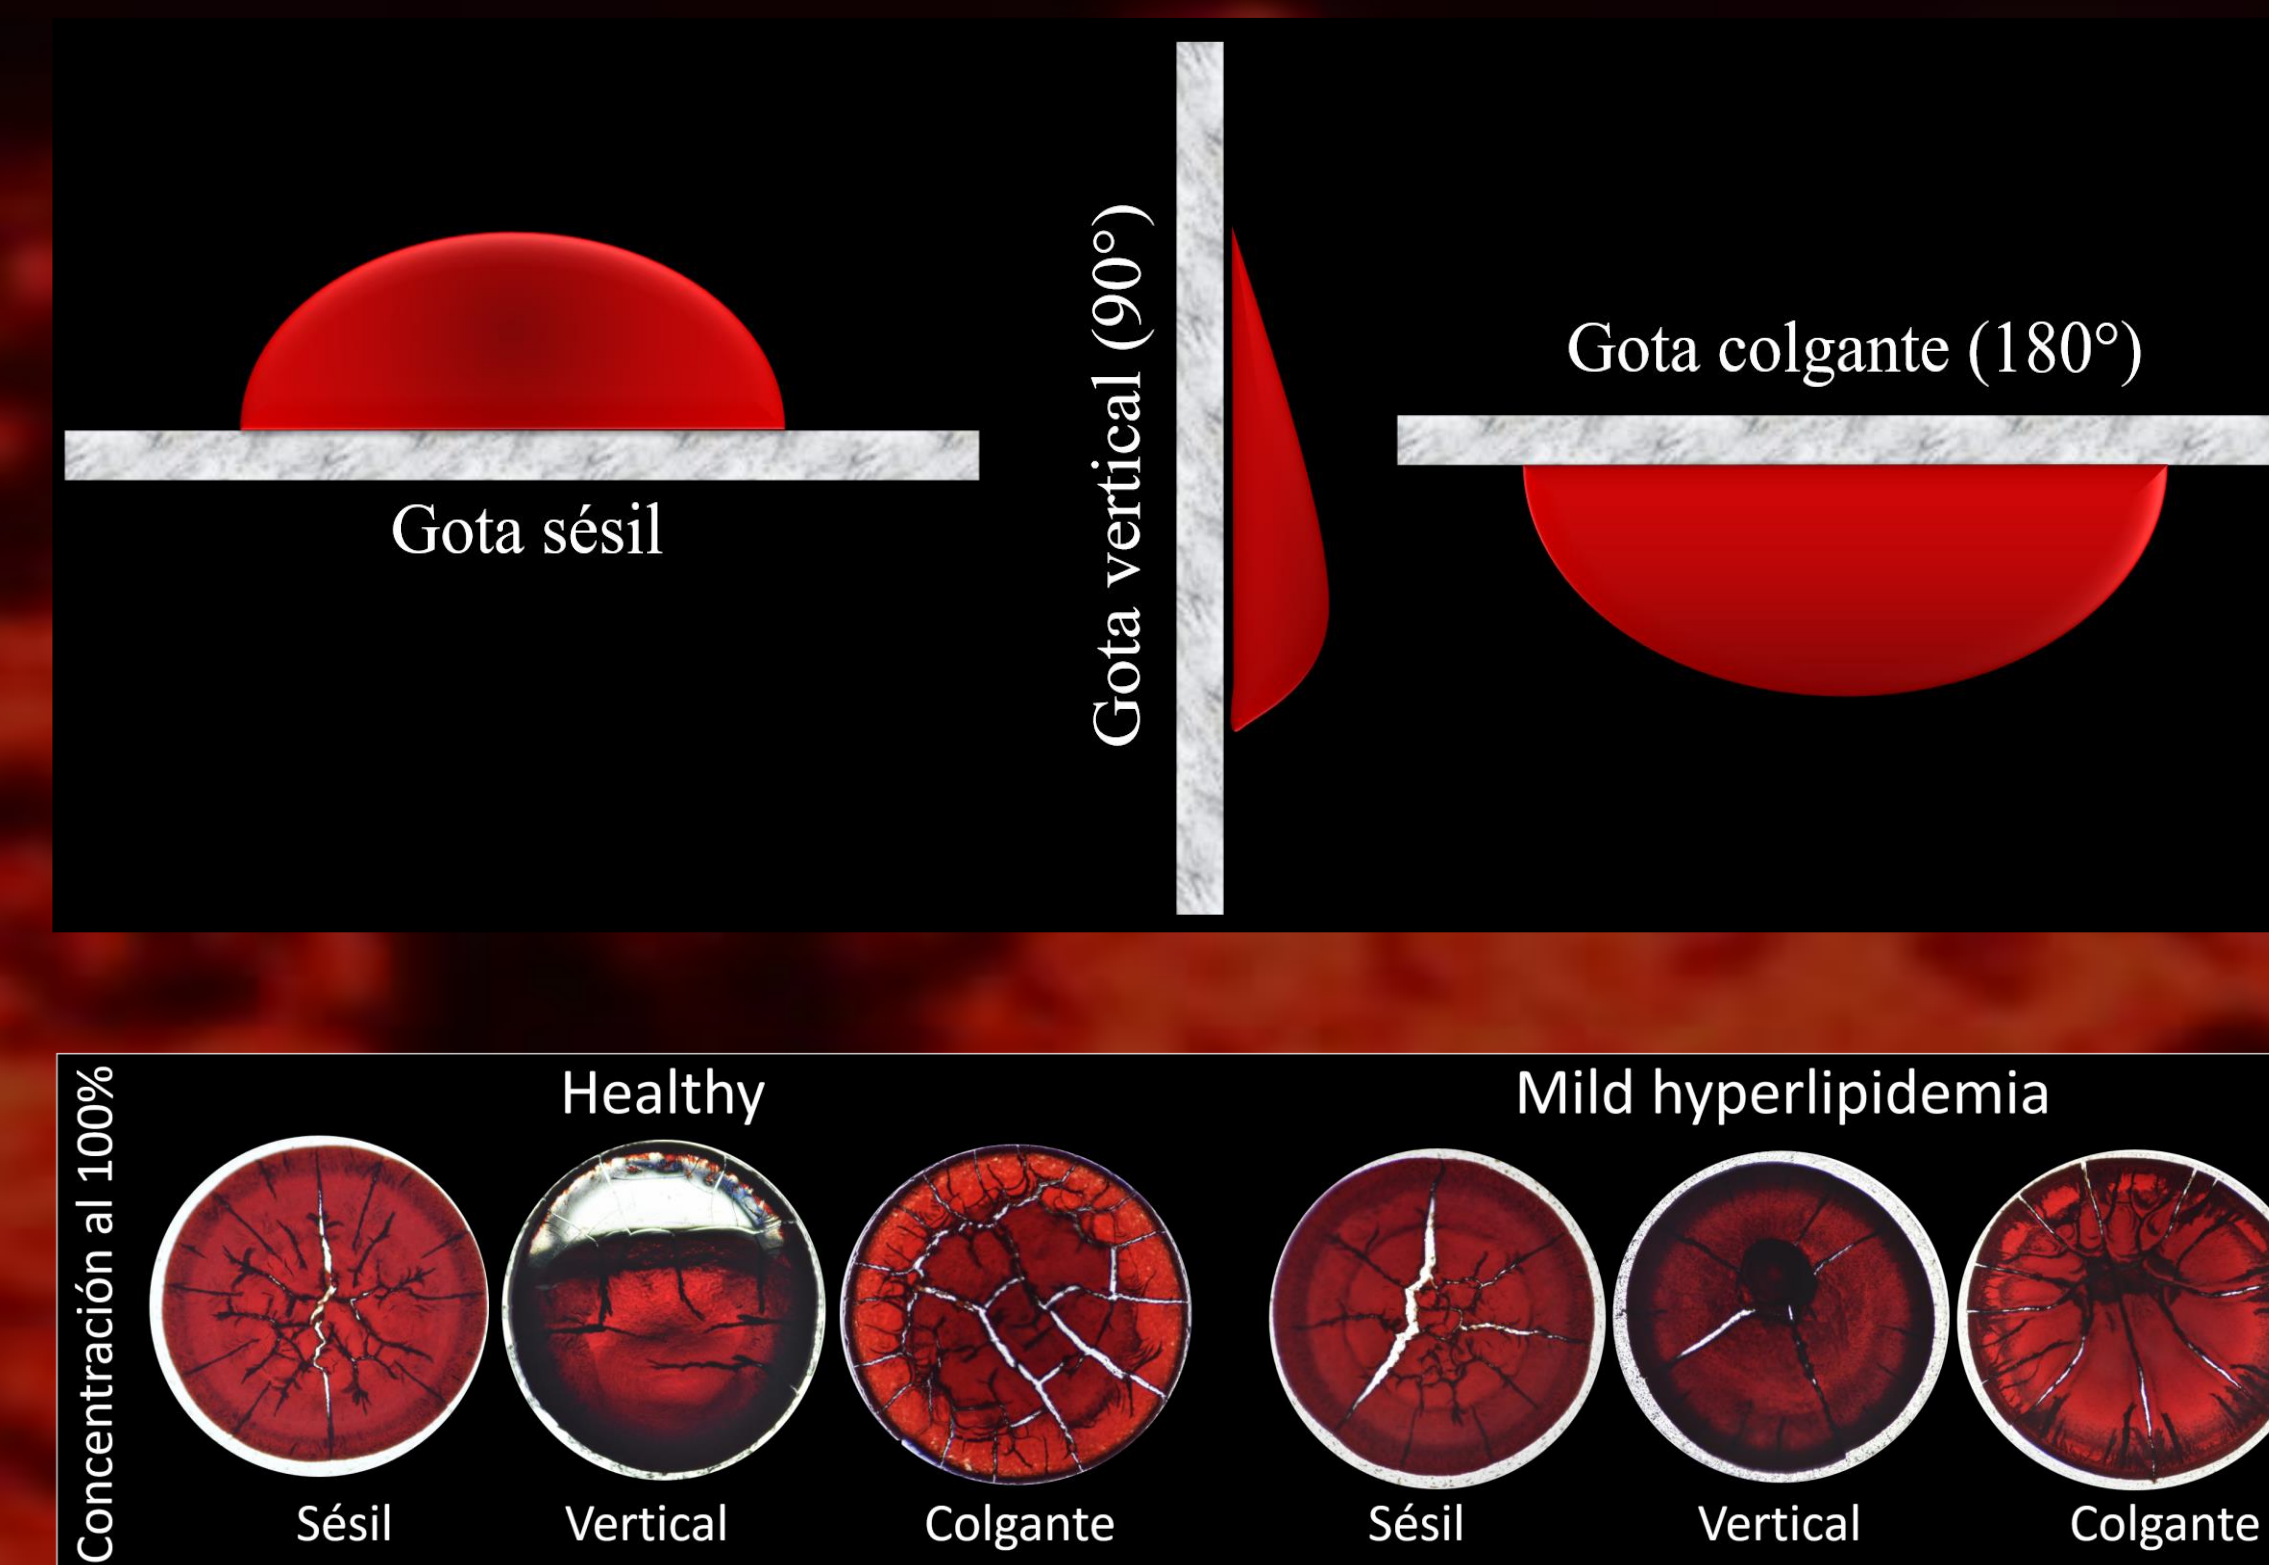 Gota sésil
Gota vertical (90°)
Gota colgante (180°)
Concentración al 100%
Healthy
Mild hyperlipidemia
Sésil
Vertical
Colgante
Sésil
Vertical
Colgante